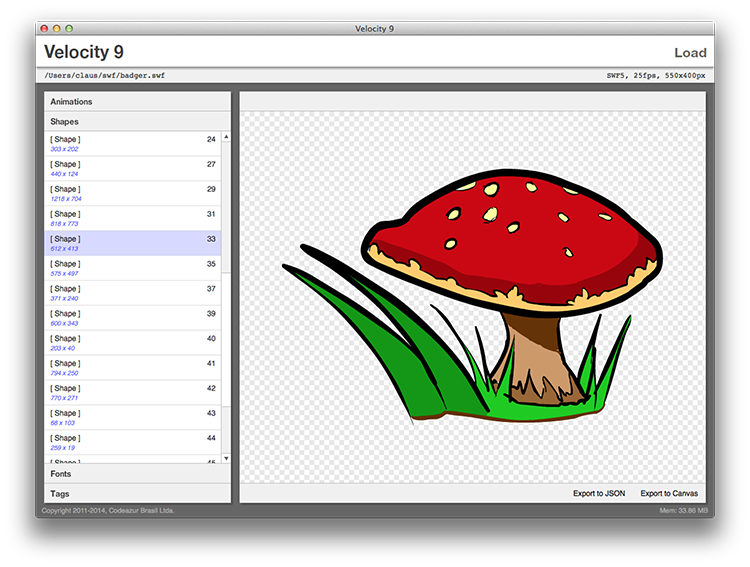 Velocity 9
Velocity 9
Load
/Users/claus/swf/badger.swf
SWF5, 25fps, 550x400px
Animations
Shapes
[ Shape ] 24
303 x 202
[ Shape ] 27
440 x 124
[ Shape ] 29
1218 x 704
[ Shape ] 31
818 x 773
[ Shape ] 33
612 x 413
[ Shape ] 35
575 x 497
[ Shape ] 37
371 x 240
[ Shape ] 39
600 x 343
[ Shape ] 40
203 x 40
[ Shape ] 41
794 x 250
[ Shape ] 42
770 x 271
[ Shape ] 43
68 x 103
[ Shape ] 44
259 x 19
[ Shape ] 45
Fonts
Tags
Export to JSON
Export to Canvas
Copyright 2011-2014, Codeazur Brasil Ltda.
Mem: 33.86 MB